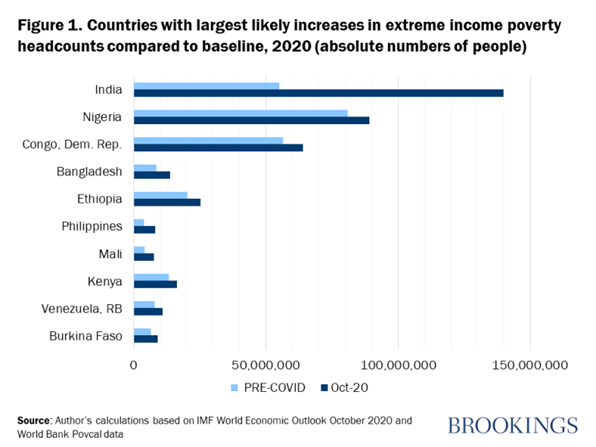 Figure 1. Countries with largest likely increases in extreme income poverty
headcounts compared to baseline, 2020 (absolute numbers of people)
India
Nigeria
Congo, Dem. Rep.
Bangladesh
Ethiopia
Philippines
Mali
Kenya
Venezuela, RB
Burkina Faso
0 50,000,000 100,000,000 150,000,000
PRE-COVID Oct-20
Source: Author's calculations based on IMF World Economic Outlook October 2020 and
World Bank Povcal data
BROOKINGS